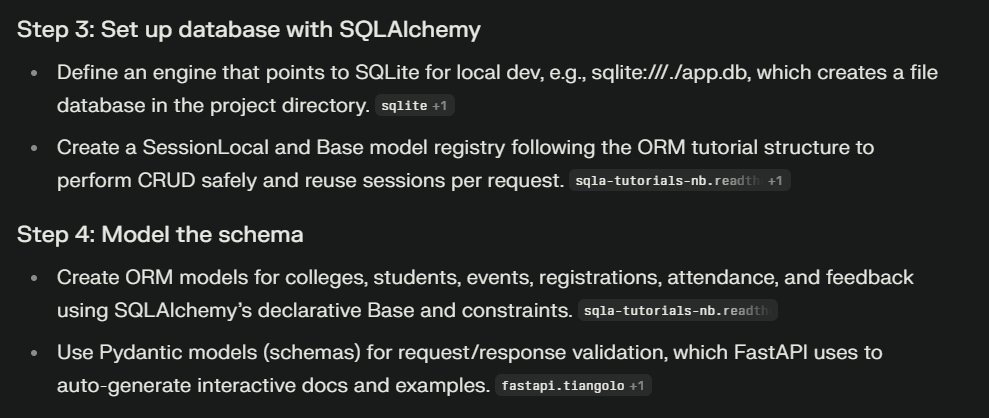 Step 3: Set up database with SQLAlchemy
Define an engine that points to SQLite for local dev, e.g., sqlite:///./app.db, which creates a file
database in the project directory. sqlite +1
Create a SessionLocal and Base model registry following the ORM tutorial structure to
perform CRUD safely and reuse sessions per request. sqla-tutorials-nb.readth +1
Step 4: Model the schema
Create ORM models for colleges, students, events, registrations, attendance, and feedback
using SQLAlchemy's declarative Base and constraints. sqla-tutorials-nb.readth
Use Pydantic models (schemas) for request/response validation, which FastAPI uses to
auto-generate interactive docs and examples. fastapi.tiangolo +1